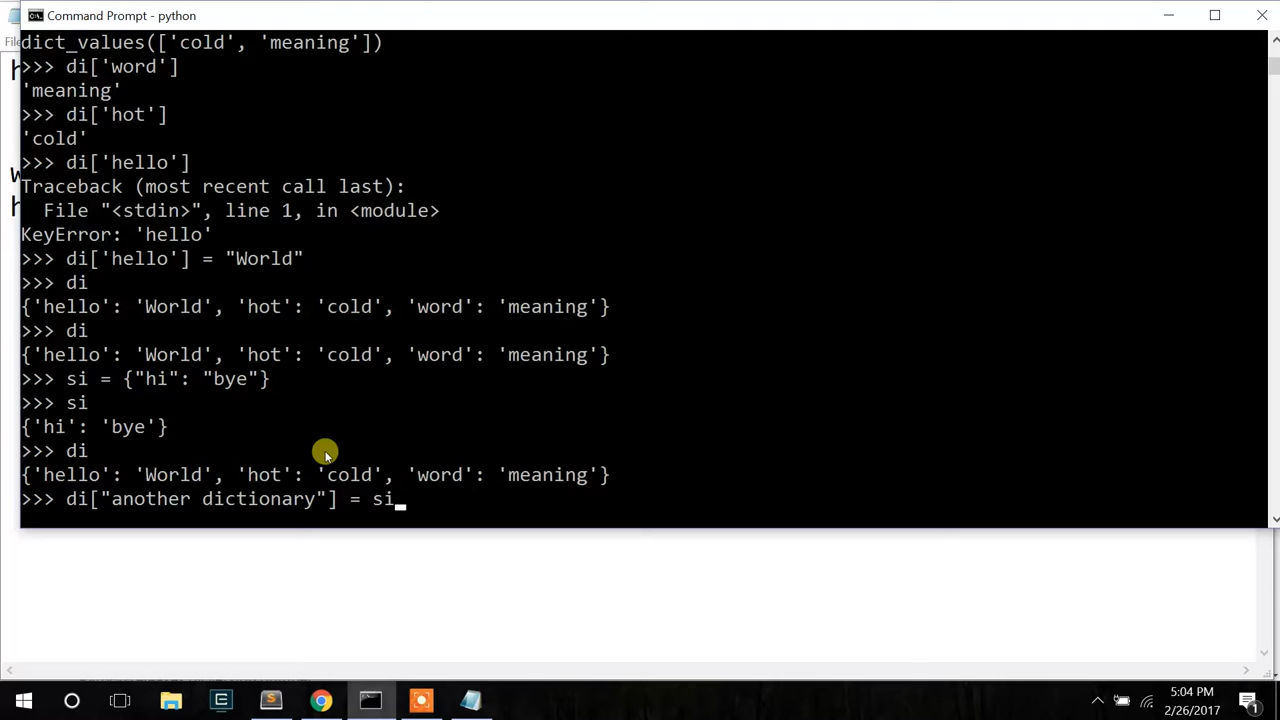 Command Prompt - python
dict_values(['cold', 'meaning'])
>>> di['word']
'meaning'
>>> di['hot']
'cold'
>>> di['hello']
Traceback (most recent call last):
  File "<stdin>", line 1, in <module>
KeyError: 'hello'
>>> di['hello'] = "World"
>>> di
{'hello': 'World', 'hot': 'cold', 'word': 'meaning'}
>>> di
{'hello': 'World', 'hot': 'cold', 'word': 'meaning'}
>>> si = {"hi": "bye"}
>>> si
{'hi': 'bye'}
>>> di
{'hello': 'World', 'hot': 'cold', 'word': 'meaning'}
>>> di["another dictionary"] = si
5:04 PM
2/26/2017